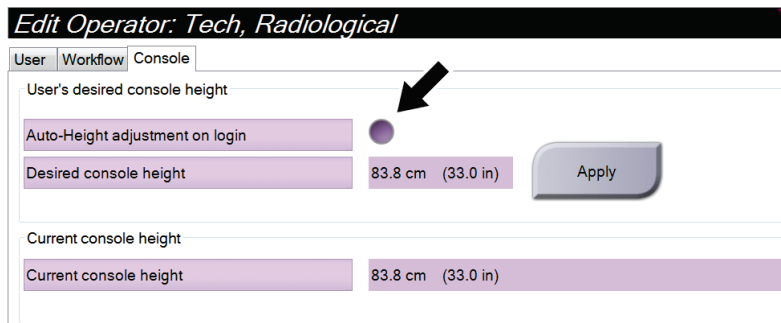 Edit Operator: Tech, Radiological
User Workflow Console
User's desired console height
Auto-Height adjustment on login
Desired console height 83.8 cm (33.0 in) Apply
Current console height
Current console height 83.8 cm (33.0 in)